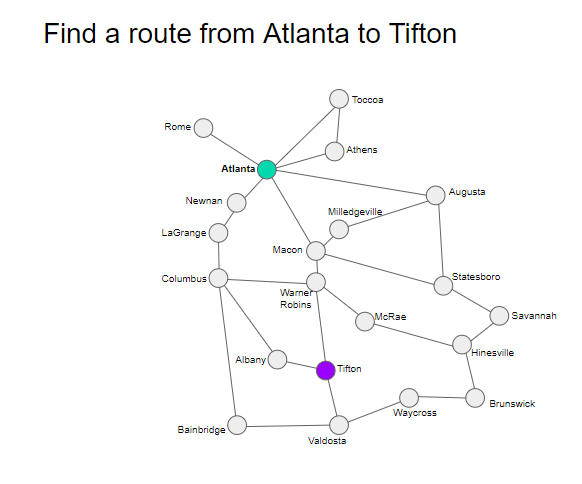 Find a route from Atlanta to Tifton
Toccoa
Rome
Athens
Atlanta
Augusta
Newnan
Milledgeville
LaGrange
Macon
Columbus
Statesboro
Warner
Robins
McRae
Savannah
Hinesville
Albany
Tifton
Brunswick
Waycross
Bainbridge
Valdosta